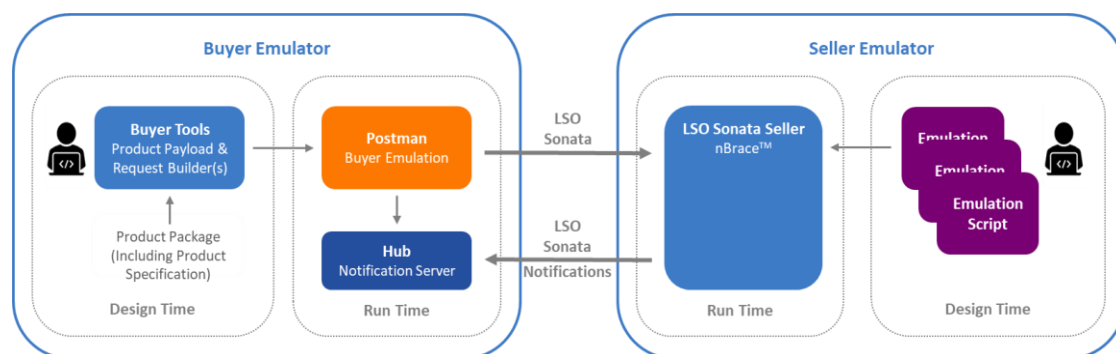 Buyer Emulator
Buyer Tools
Product Payload &
Request Builder(s)
Product Package
(Including Product
Specification)
Design Time
Postman
Buyer Emulation
Hub
Notification Server
Run Time
LSO
Sonata
LSO
Sonata
Notifications
Seller Emulator
LSO Sonata Seller
nBrace™
Run Time
Emulation
Emulation
Emulation
Script
Design Time